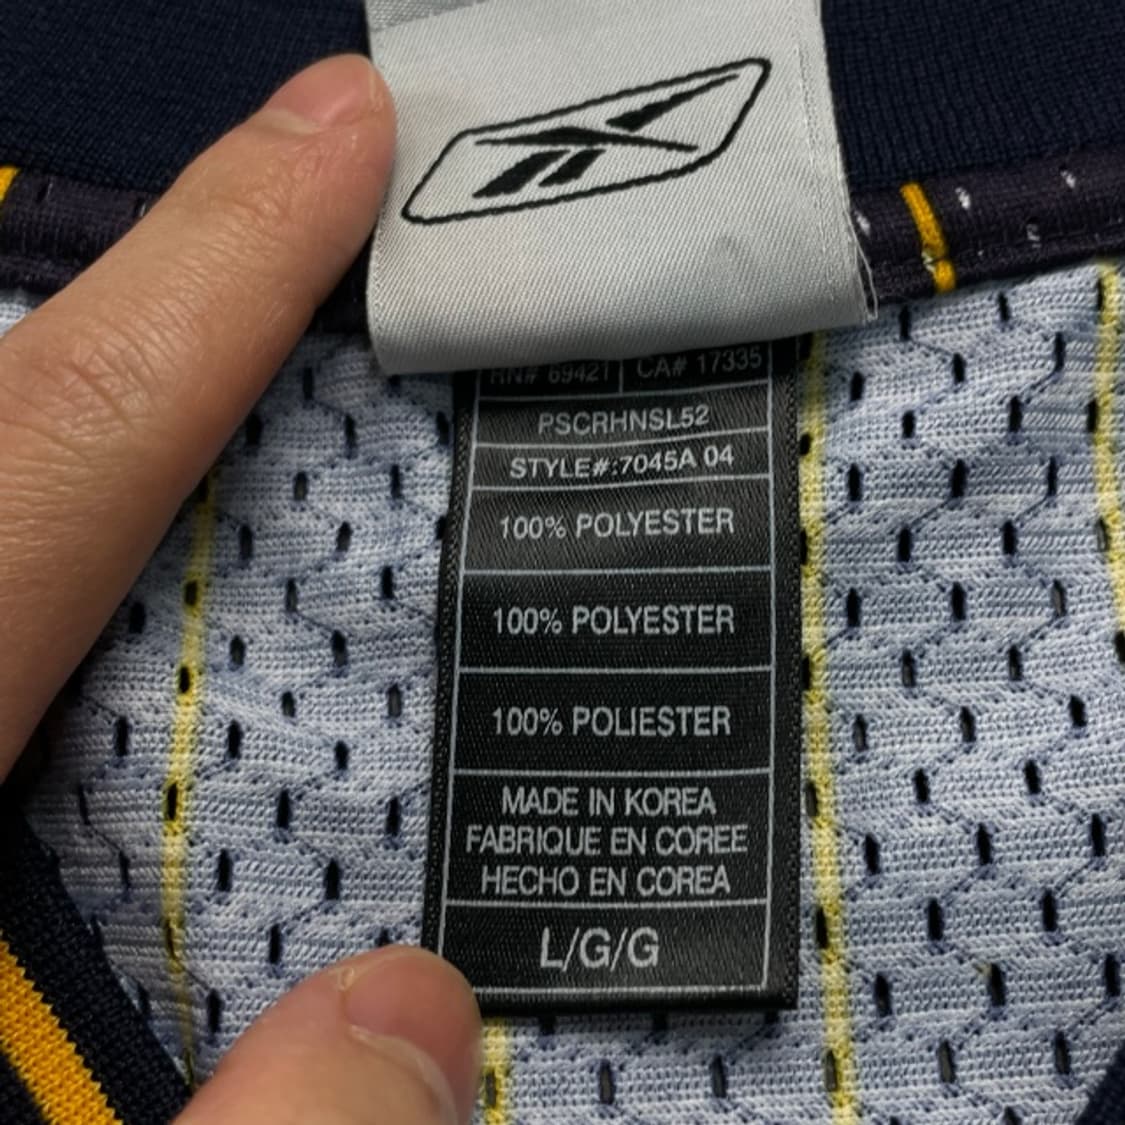 RN# 69421 CA# 17335
PSCRHNSL52
STYLE#:7045A 04
100% POLYESTER
100% POLYESTER
100% POLIESTER
MADE IN KOREA
FABRIQUE EN COREE
HECHO EN COREA
L/G/G